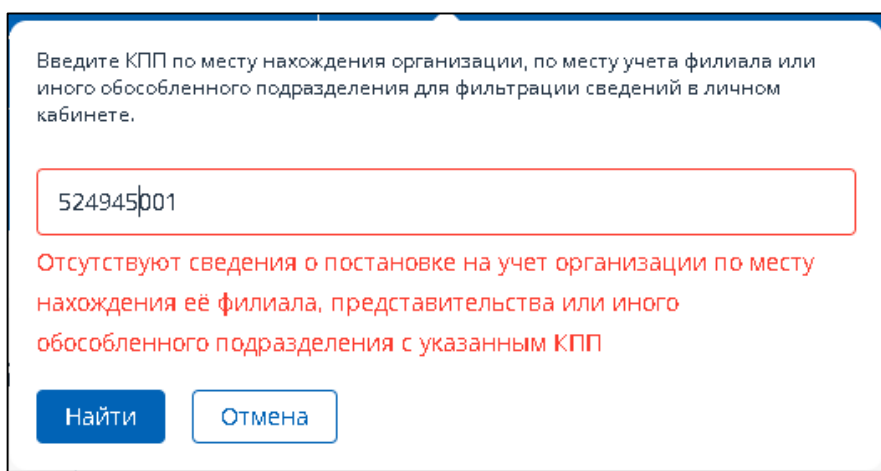 Введите КПП по месту нахождения организации, по месту учета филиала или
иного обособленного подразделения для фильтрации сведений в личном
кабинете.
524945001
Отсутствуют сведения о постановке на учет организации по месту
нахождения её филиала, представительства или иного
обособленного подразделения с указанным КПП
Найти
Отмена